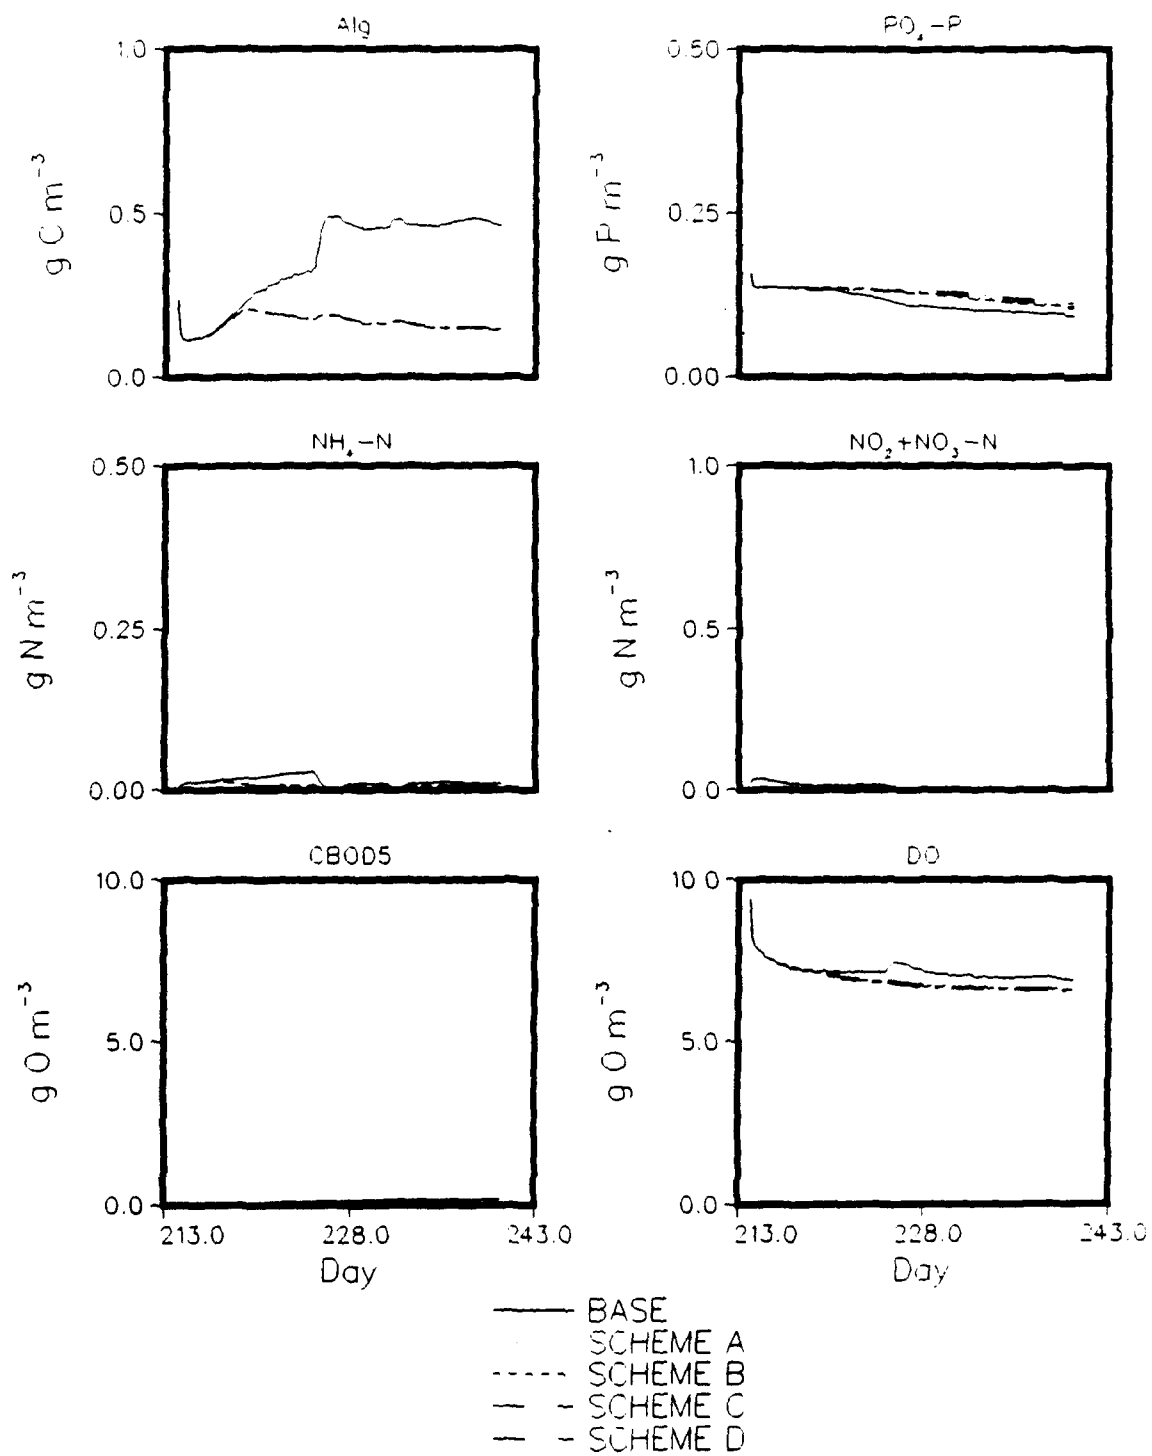 Alg
1.0
0.5
0.0
g C m⁻³
PO₄-P
0.50
0.25
0.00
g P m⁻³
NH₄-N
0.50
0.25
0.00
g N m⁻³
NO₂+NO₃-N
1.0
0.5
0.0
g N m⁻³
CBOD5
10.0
5.0
0.0
g O m⁻³
213.0 228.0 243.0
Day
DO
10.0
5.0
0.0
g O m⁻³
213.0 228.0 243.0
Day
BASE
SCHEME A
SCHEME B
SCHEME C
SCHEME D